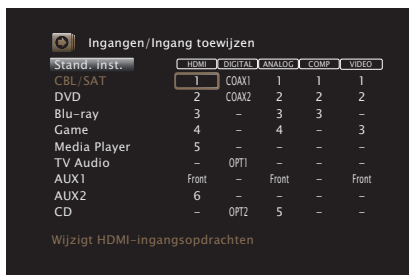 Ingangen/Ingang toewijzen
Stand. inst. HDMI DIGITAL ANALOG COMP VIDEO
CBL/SAT 1 COAX1 1 1 1
DVD 2 COAX2 2 2 2
Blu-ray 3 – 3 3 –
Game 4 – 4 – 3
Media Player 5 – – – –
TV Audio – OPT1 – – –
AUX1 Front – Front – Front
AUX2 6 – – – –
CD – OPT2 5 – –
Wijzigt HDMI-ingangsopdrachten